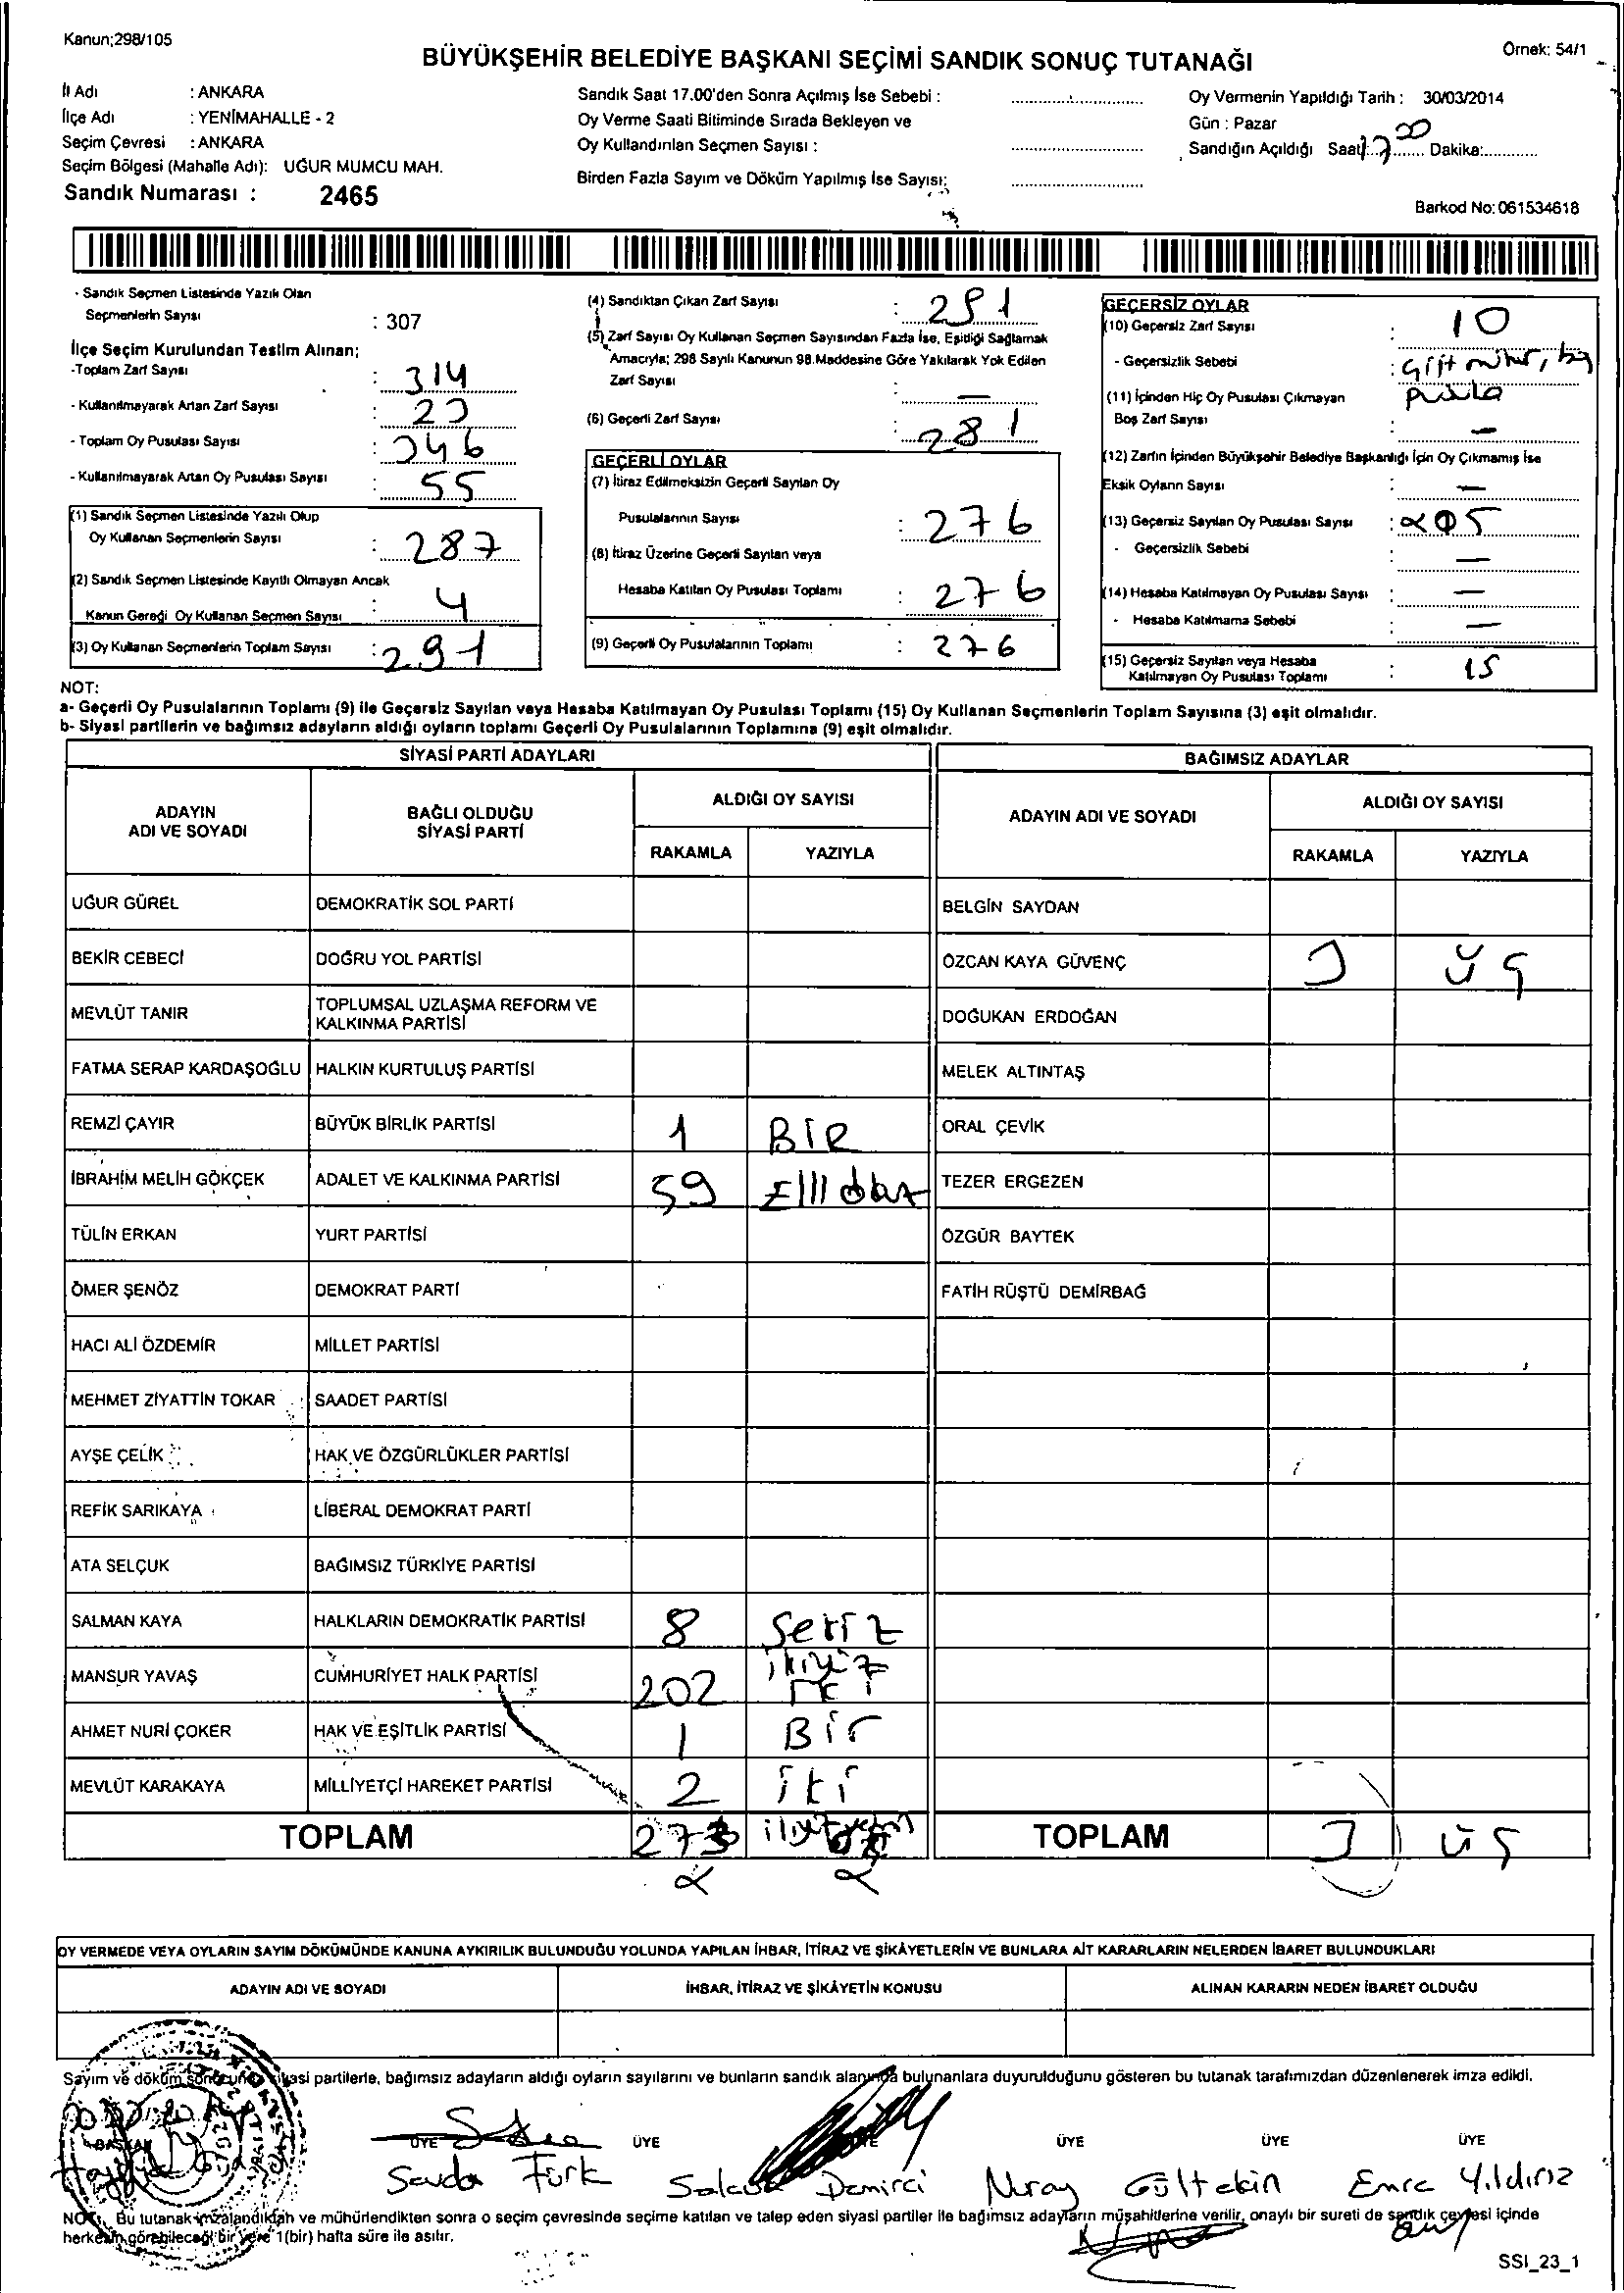 Kanun;298/105
Örnek: 54/1
BÜYÜKŞEHİR BELEDİYE BAŞKANI SEÇİMİ SANDIK SONUÇ TUTANAĞI
İl Adı : ANKARA
İlçe Adı : YENİMAHALLE - 2
Seçim Çevresi : ANKARA
Seçim Bölgesi (Mahalle Adı): UĞUR MUMCU MAH.
Sandık Numarası : 2465
Sandık Saat 17.00'den Sonra Açılmış İse Sebebi :
Oy Verme Saati Bitiminde Sırada Bekleyen ve
Oy Kullandırılan Seçmen Sayısı :
Birden Fazla Sayım ve Döküm Yapılmış İse Sayısı:
Oy Vermenin Yapıldığı Tarih : 30/03/2014
Gün : Pazar
Sandığın Açıldığı Saat 17 00 Dakika:
Barkod No: 061534618
- Sandık Seçmen Listesinde Yazılı Olan
Seçmenlerin Sayısı : 307
İlçe Seçim Kurulundan Teslim Alınan;
-Toplam Zarf Sayısı : 314
- Kullanılmayarak Artan Zarf Sayısı : 23
- Toplam Oy Pusulası Sayısı : 346
- Kullanılmayarak Artan Oy Pusulası Sayısı : 55
(1) Sandık Seçmen Listesinde Yazılı Olup
Oy Kullanan Seçmenlerin Sayısı : 287
(2) Sandık Seçmen Listesinde Kayıtlı Olmayan Ancak
Kanun Gereği Oy Kullanan Seçmen Sayısı : 4
(3) Oy Kullanan Seçmenlerin Toplam Sayısı : 291
(4) Sandıktan Çıkan Zarf Sayısı : 291
(5) Zarf Sayısı Oy Kullanan Seçmen Sayısından Fazla İse, Eşitliği Sağlamak
Amacıyla; 298 Sayılı Kanunun 98.Maddesine Göre Yakılarak Yok Edilen
Zarf Sayısı : —
(6) Geçerli Zarf Sayısı : 281
GEÇERLİ OYLAR
(7) İtiraz Edilmeksizin Geçerli Sayılan Oy
Pusulalarının Sayısı : 276
(8) İtiraz Üzerine Geçerli Sayılan veya
Hesaba Katılan Oy Pusulası Toplamı : 276
(9) Geçerli Oy Pusulalarının Toplamı : 276
GEÇERSİZ OYLAR
(10) Geçersiz Zarf Sayısı : 10
- Geçersizlik Sebebi : Çift mühür, boş
pusula
(11) İçinden Hiç Oy Pusulası Çıkmayan
Boş Zarf Sayısı : —
(12) Zarfın İçinden Büyükşehir Belediye Başkanlığı İçin Oy Çıkmamış İse
Eksik Oyların Sayısı : —
(13) Geçersiz Sayılan Oy Pusulası Sayısı : 5
- Geçersizlik Sebebi : —
(14) Hesaba Katılmayan Oy Pusulası Sayısı : —
- Hesaba Katılmama Sebebi : —
(15) Geçersiz Sayılan veya Hesaba
Katılmayan Oy Pusulası Toplamı : 15
NOT:
a- Geçerli Oy Pusulalarının Toplamı (9) ile Geçersiz Sayılan veya Hesaba Katılmayan Oy Pusulası Toplamı (15) Oy Kullanan Seçmenlerin Toplam Sayısına (3) eşit olmalıdır.
b- Siyasi partilerin ve bağımsız adayların aldığı oyların toplamı Geçerli Oy Pusulalarının Toplamına (9) eşit olmalıdır.
SİYASİ PARTİ ADAYLARI
ADAYIN
ADI VE SOYADI
BAĞLI OLDUĞU
SİYASİ PARTİ
ALDIĞI OY SAYISI
RAKAMLA YAZIYLA
UĞUR GÜREL DEMOKRATİK SOL PARTİ
BEKİR CEBECİ DOĞRU YOL PARTİSİ
MEVLÜT TANIR TOPLUMSAL UZLAŞMA REFORM VE
KALKINMA PARTİSİ
FATMA SERAP KARDAŞOĞLU HALKIN KURTULUŞ PARTİSİ
REMZİ ÇAYIR BÜYÜK BİRLİK PARTİSİ 1 BİR
İBRAHİM MELİH GÖKÇEK ADALET VE KALKINMA PARTİSİ 59 Elli dokuz
TÜLİN ERKAN YURT PARTİSİ
ÖMER ŞENÖZ DEMOKRAT PARTİ
HACI ALİ ÖZDEMİR MİLLET PARTİSİ
MEHMET ZİYATTİN TOKAR SAADET PARTİSİ
AYŞE ÇELİK HAK VE ÖZGÜRLÜKLER PARTİSİ
REFİK SARIKAYA LİBERAL DEMOKRAT PARTİ
ATA SELÇUK BAĞIMSIZ TÜRKİYE PARTİSİ
SALMAN KAYA HALKLARIN DEMOKRATİK PARTİSİ 8 Sekiz
MANSUR YAVAŞ CUMHURİYET HALK PARTİSİ 202 ikiyüz
iki
AHMET NURİ ÇOKER HAK VE EŞİTLİK PARTİSİ 1 Bir
MEVLÜT KARAKAYA MİLLİYETÇİ HAREKET PARTİSİ 2 iki
TOPLAM 273
BAĞIMSIZ ADAYLAR
ADAYIN ADI VE SOYADI
ALDIĞI OY SAYISI
RAKAMLA YAZIYLA
BELGİN SAYDAN
ÖZCAN KAYA GÜVENÇ 3 üç
DOĞUKAN ERDOĞAN
MELEK ALTINTAŞ
ORAL ÇEVİK
TEZER ERGEZEN
ÖZGÜR BAYTEK
FATİH RÜŞTÜ DEMİRBAĞ
TOPLAM 3 üç
OY VERMEDE VEYA OYLARIN SAYIM DÖKÜMÜNDE KANUNA AYKIRILIK BULUNDUĞU YOLUNDA YAPILAN İHBAR, İTİRAZ VE ŞİKÂYETLERİN VE BUNLARA AİT KARARLARIN NELERDEN İBARET BULUNDUKLARI
ADAYIN ADI VE SOYADI İHBAR, İTİRAZ VE ŞİKÂYETİN KONUSU ALINAN KARARIN NEDEN İBARET OLDUĞU
Sayım ve döküm sonucunda siyasi partilerle, bağımsız adayların aldığı oyların sayılarını ve bunların sandık alanında bulunanlara duyurulduğunu gösteren bu tutanak tarafımızdan düzenlenerek imza edildi.
BAŞKAN ÜYE ÜYE ÜYE ÜYE ÜYE ÜYE
Sevda Türk Demirci Nuray Gültekin Emre Yıldırız
NOT: Bu tutanak imzalandıktan ve mühürlendikten sonra o seçim çevresinde seçime katılan ve talep eden siyasi partiler ile bağımsız adayların müşahitlerine verilir, onaylı bir sureti de sandık çevresi içinde
herkesin görebileceği bir yere 1(bir) hafta süre ile asılır.
SSI_23_1